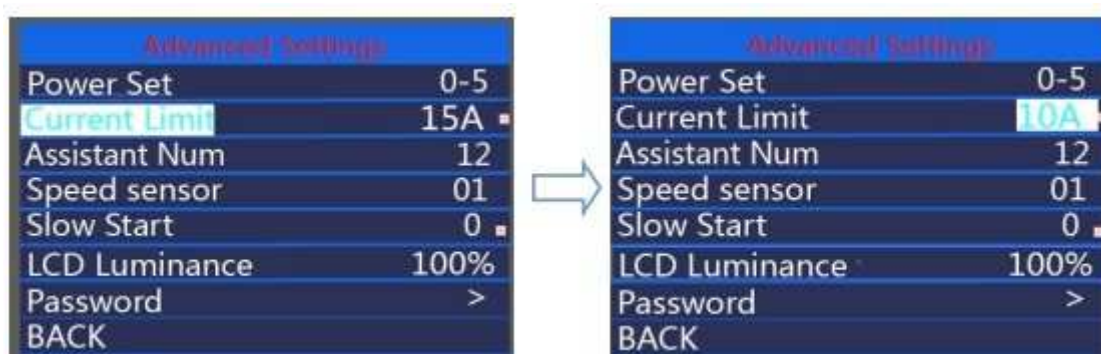 Advanced Settings
Power Set 0-5
Current Limit 15A
Assistant Num 12
Speed sensor 01
Slow Start 0
LCD Luminance 100%
Password >
BACK
Advanced Settings
Power Set 0-5
Current Limit 10A
Assistant Num 12
Speed sensor 01
Slow Start 0
LCD Luminance 100%
Password >
BACK